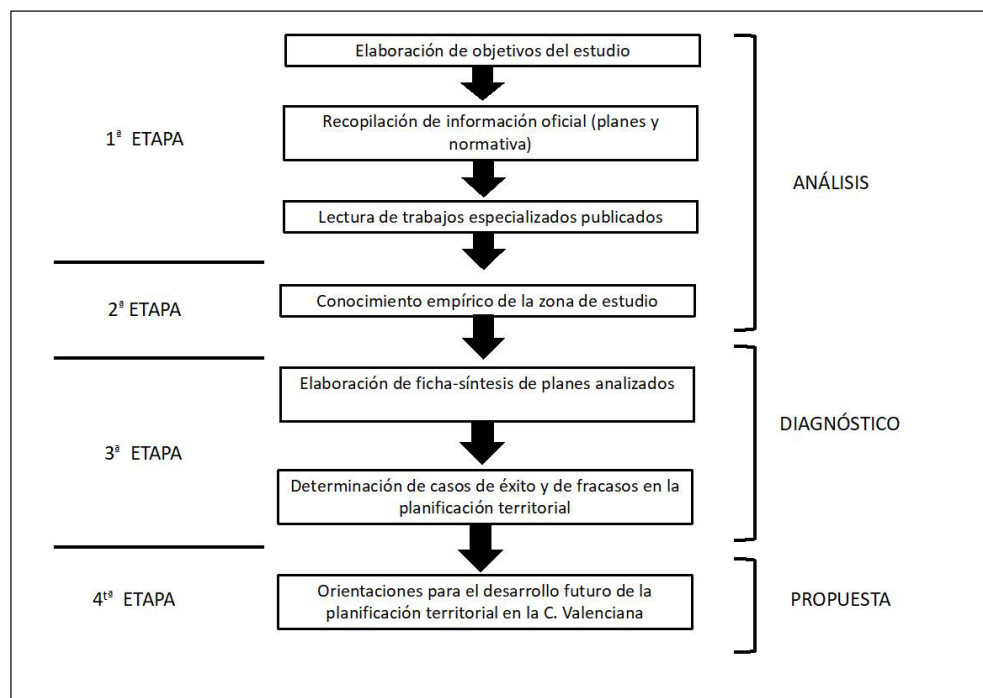 Elaboración de objetivos del estudio
1ª ETAPA
Recopilación de información oficial (planes y
normativa)
ANÁLISIS
Lectura de trabajos especializados publicados
2ª ETAPA
Conocimiento empírico de la zona de estudio
3ª ETAPA
Elaboración de ficha-síntesis de planes analizados
DIAGNÓSTICO
Determinación de casos de éxito y de fracasos en la
planificación territorial
4tª ETAPA
Orientaciones para el desarrollo futuro de la
planificación territorial en la C. Valenciana
PROPUESTA